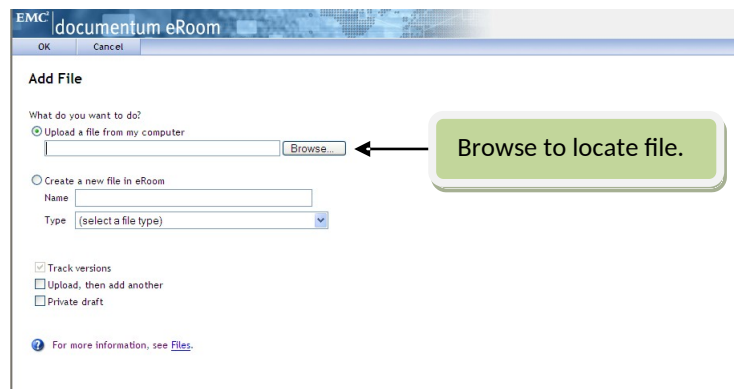 EMC² documentum eRoom
OK Cancel
Add File
What do you want to do?
Upload a file from my computer
Browse...
Browse to locate file.
Create a new file in eRoom
Name
Type (select a file type)
Track versions
Upload, then add another
Private draft
For more information, see Files.